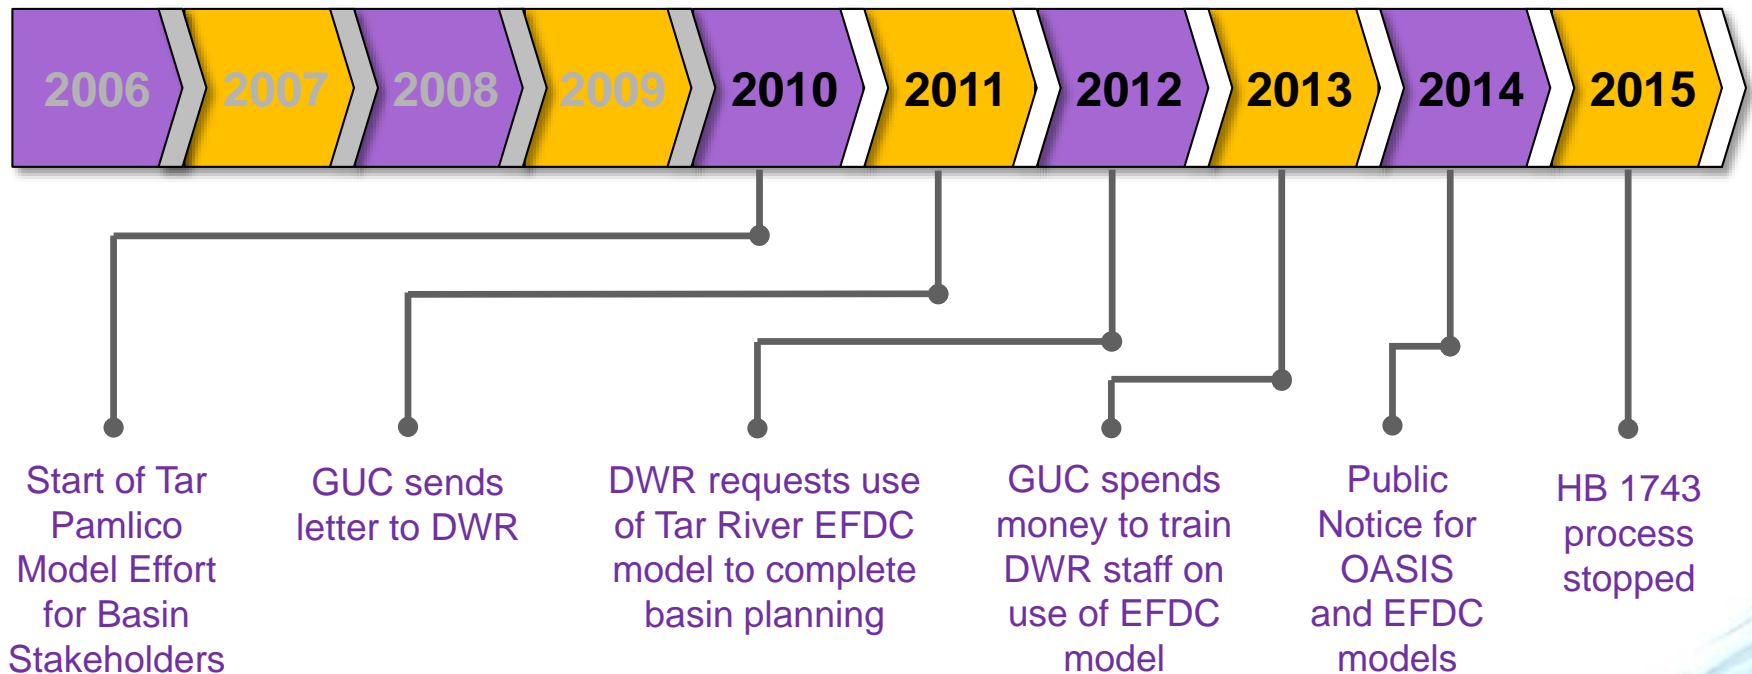 2006
2007
2008
2009
2010
2011
2012
2013
2014
2015
Start of Tar
Pamlico
Model Effort
for Basin
Stakeholders
GUC sends
letter to DWR
DWR requests use
of Tar River EFDC
model to complete
basin planning
GUC spends
money to train
DWR staff on
use of EFDC
model
Public
Notice for
OASIS
and EFDC
models
HB 1743
process
stopped